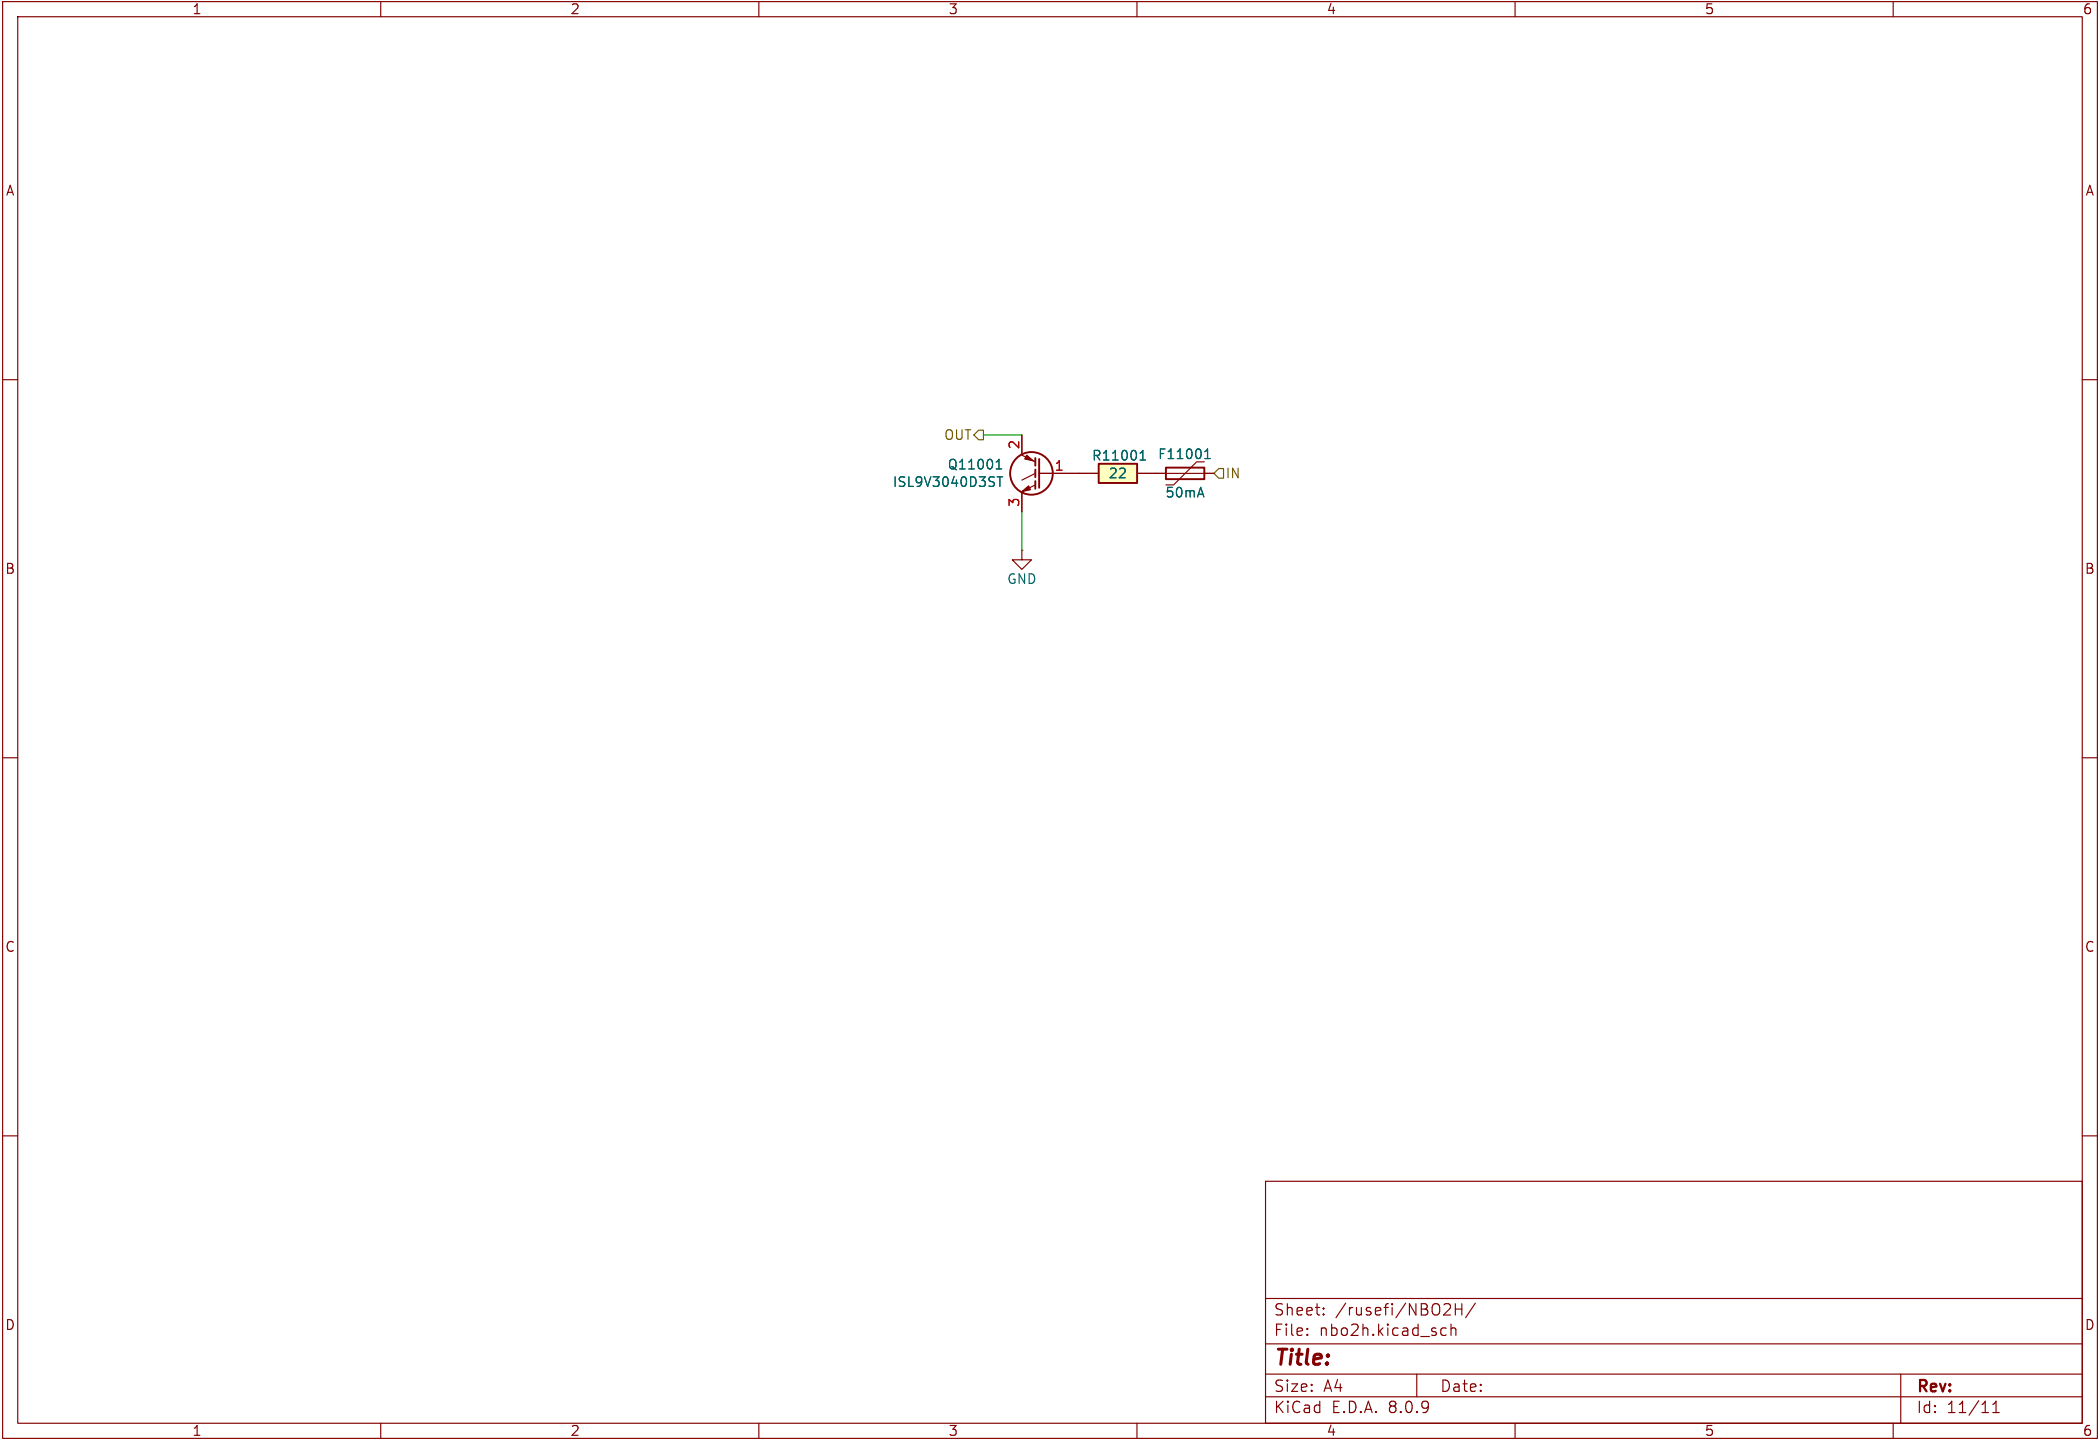 1 2 3 4 5 6
A A
OUT
2
R11001 F11001
Q11001 1 22 IN
ISL9V3040D3ST
50mA
3
GND
B B
C C
Sheet: /rusefi/NBO2H/
File: nbo2h.kicad_sch
D D
Title:
Size: A4 Date: Rev:
KiCad E.D.A. 8.0.9 Id: 11/11
1 2 3 4 5 6